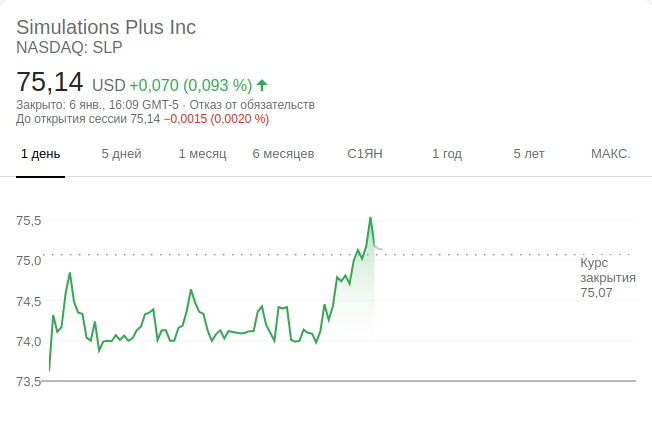 Simulations Plus Inc
NASDAQ: SLP
75,14 USD +0,070 (0,093 %)
Закрыто: 6 янв., 16:09 GMT-5 · Отказ от обязательств
До открытия сессии 75,14 −0,0015 (0,0020 %)
1 день 5 дней 1 месяц 6 месяцев С1ЯН 1 год 5 лет МАКС.
75,5
75,0
Курс
закрытия
75,07
74,5
74,0
73,5